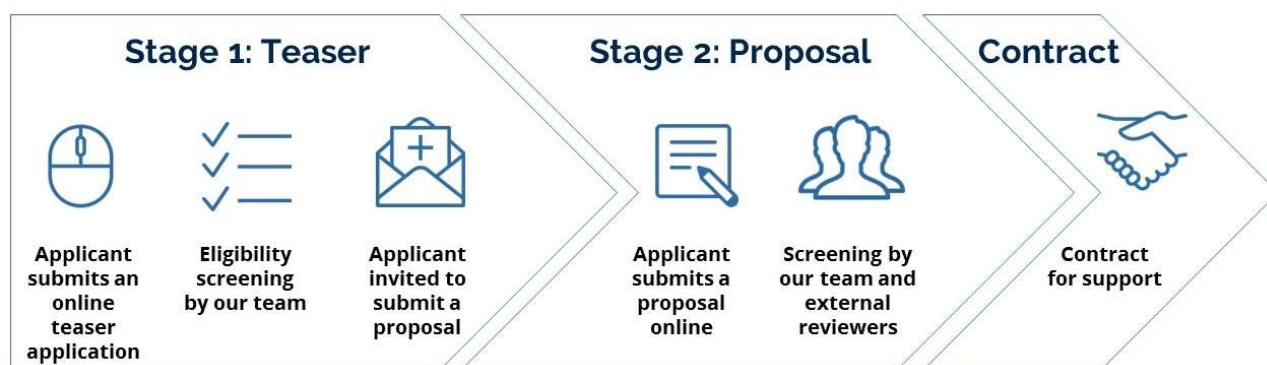 Stage 1: Teaser
Applicant
submits an
online
teaser
application
Eligibility
screening
by our team
Applicant
invited to
submit a
proposal
Stage 2: Proposal
Applicant
submits a
proposal
online
Screening by
our team and
external
reviewers
Contract
Contract
for support